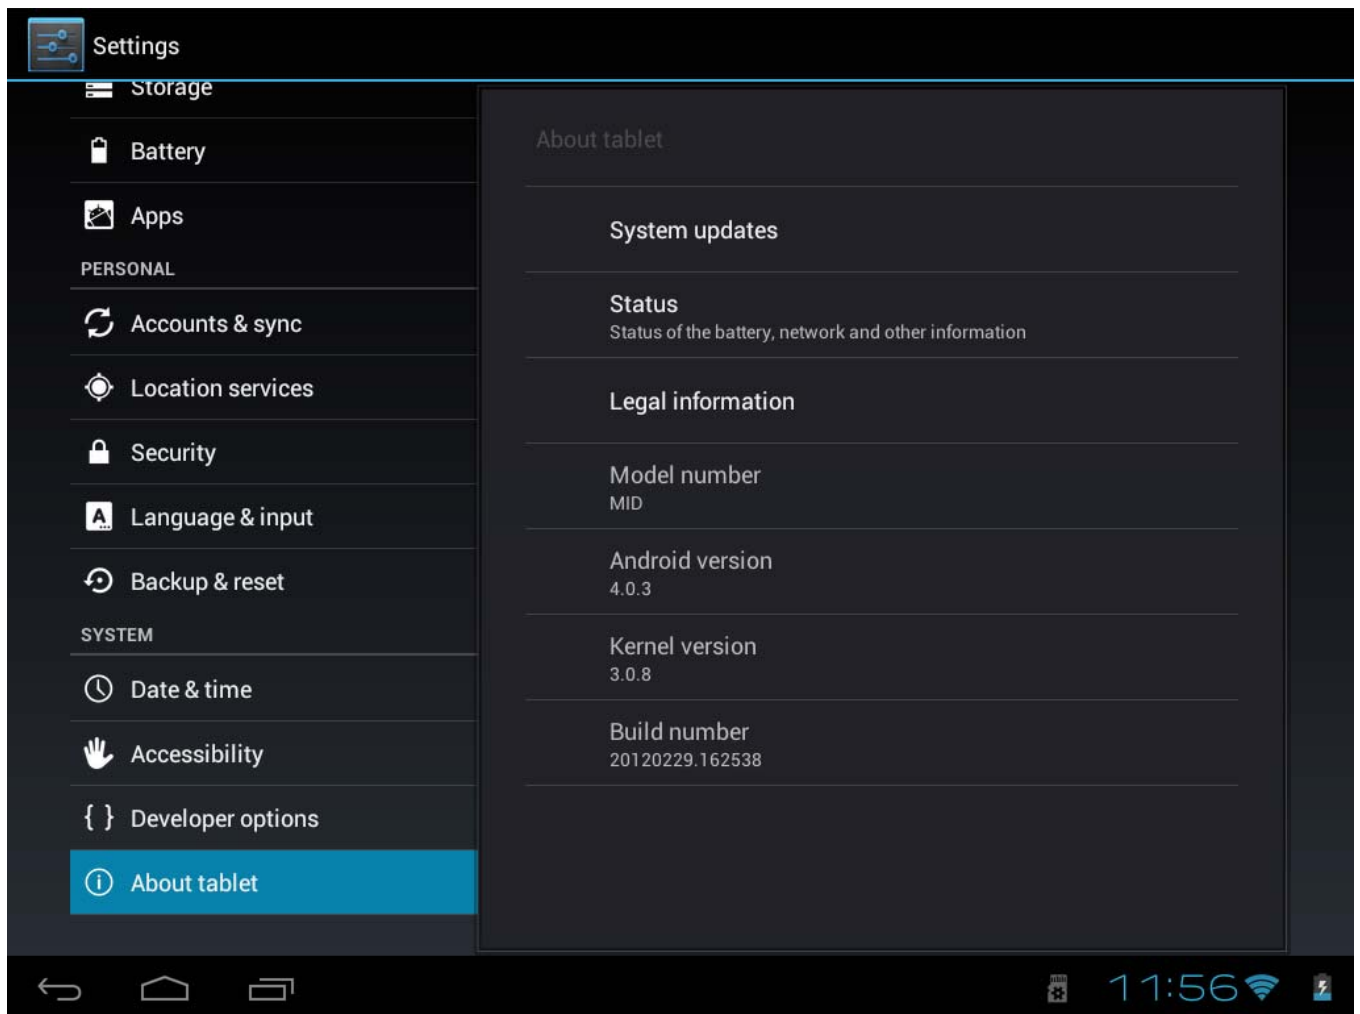 Settings
Storage
Battery
Apps
PERSONAL
Accounts & sync
Location services
Security
Language & input
Backup & reset
SYSTEM
Date & time
Accessibility
Developer options
About tablet
About tablet
System updates
Status
Status of the battery, network and other information
Legal information
Model number
MID
Android version
4.0.3
Kernel version
3.0.8
Build number
20120229.162538
11:56